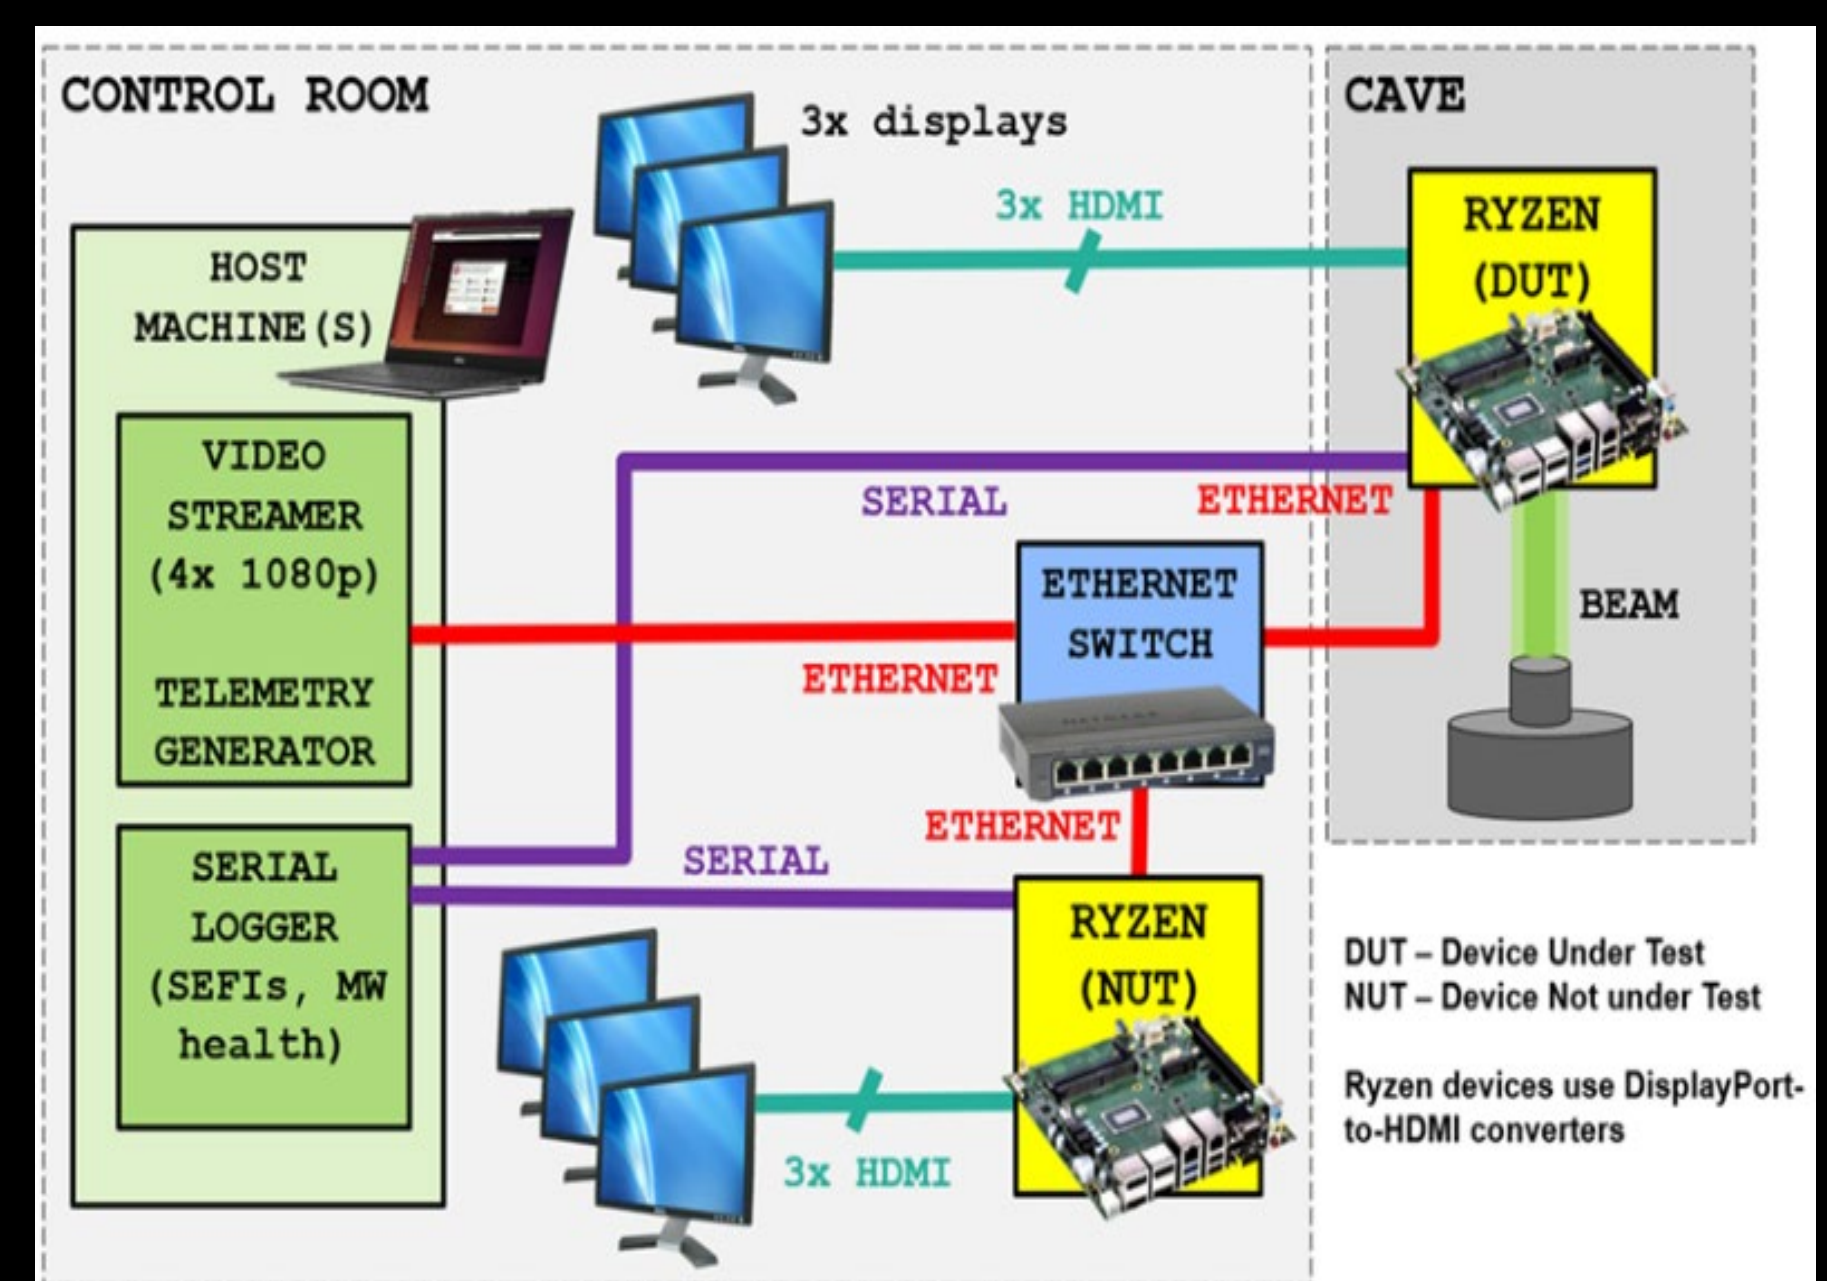 CONTROL ROOM
3x displays
CAVE
3x HDMI
RYZEN
(DUT)
HOST
MACHINE(S)
VIDEO
STREAMER
(4x 1080p)
TELEMETRY
GENERATOR
SERIAL
ETHERNET
ETHERNET
SWITCH
BEAM
ETHERNET
NETGEAR
ETHERNET
SERIAL
SERIAL
LOGGER
(SEFIs, MW
health)
RYZEN
(NUT)
3x HDMI
DUT – Device Under Test
NUT – Device Not under Test
Ryzen devices use DisplayPort-
to-HDMI converters